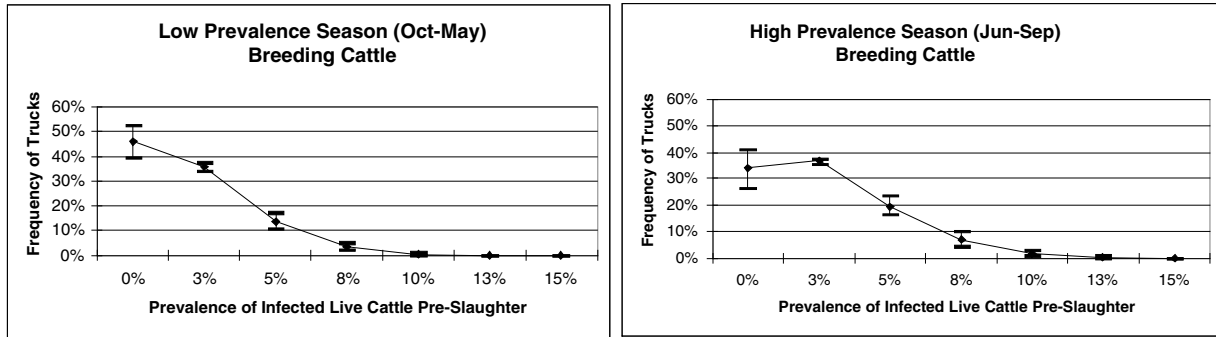 Low Prevalence Season (Oct-May)
Breeding Cattle
Frequency of Trucks
60%
50%
40%
30%
20%
10%
0%
0% 3% 5% 8% 10% 13% 15%
Prevalence of Infected Live Cattle Pre-Slaughter
High Prevalence Season (Jun-Sep)
Breeding Cattle
Frequency of Trucks
60%
50%
40%
30%
20%
10%
0%
0% 3% 5% 8% 10% 13% 15%
Prevalence of Infected Live Cattle Pre-Slaughter